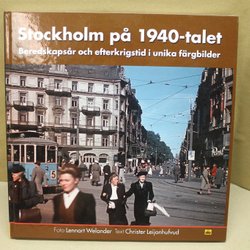 Stockholm på 1940-talet
Beredskapsår och efterkrigstid i unika färgbilder
Foto Lennart Welander Text Christer Leijonhufvud